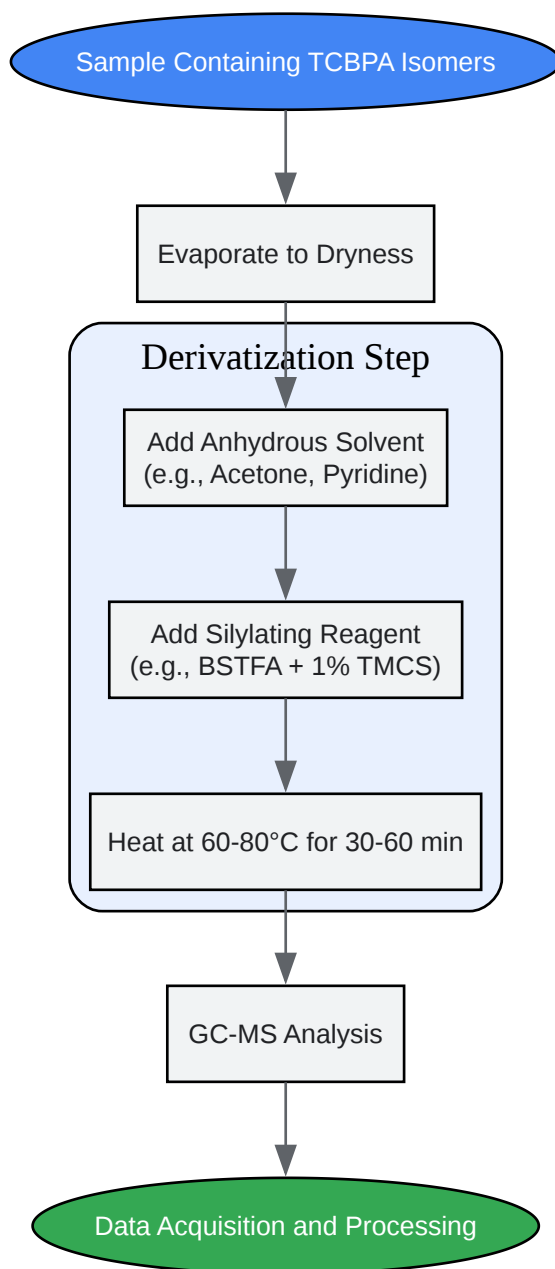 Sample Containing TCBPA Isomers
Evaporate to Dryness
Derivatization Step
Add Anhydrous Solvent
(e.g., Acetone, Pyridine)
Add Silylating Reagent
(e.g., BSTFA + 1% TMCS)
Heat at 60-80°C for 30-60 min
GC-MS Analysis
Data Acquisition and Processing